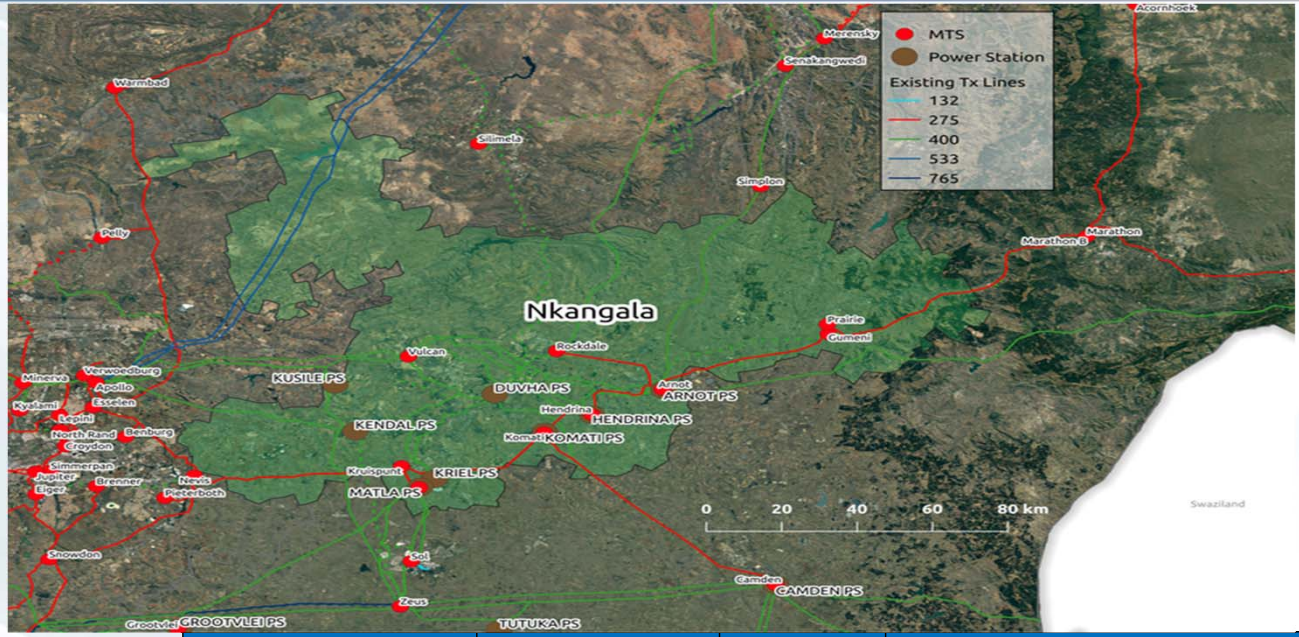 Acornhoek
Merensky
MTS
Senakangwedi
Power Station
Existing Tx Lines
132
275
400
533
765
Warmbad
Silimela
Simplon
Pelly
Marathon
Marathon B
Nkangala
Prairie
Gumeni
Rockdale
Vulcan
Verwoedburg
Minerva
KUSILE PS
Apollo
DUVHA PS
Arnot
ARNOT PS
Esselen
Kyalami
Hendrina
HENDRINA PS
Lepini
KENDAL PS
North Rand
Benburg
Komati
KOMATI PS
Croydon
Simmerpan
Kruispunt
KRIEL PS
Jupiter
Nevis
Brenner
Eiger
Pieterboth
MATLA PS
0 20 40 60 80 km
Swaziland
Snowdon
Sol
Camden
CAMDEN PS
Zeus
Grootvlei
GROOTVLEI PS
TUTUKA PS